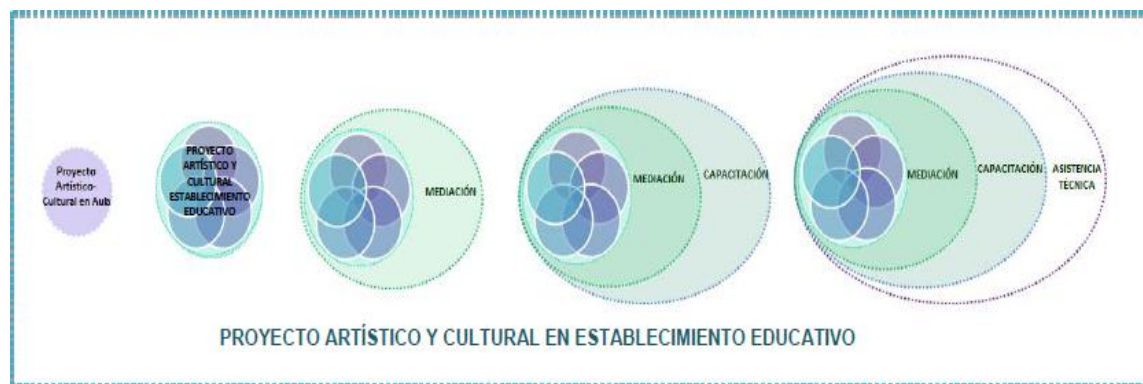 Proyecto
Artístico-
Cultural en Aula
PROYECTO
ARTÍSTICO Y
CULTURAL
ESTABLECIMIENTO
EDUCATIVO
MEDIACIÓN
MEDIACIÓN
CAPACITACIÓN
MEDIACIÓN
CAPACITACIÓN
ASISTENCIA
TÉCNICA
PROYECTO ARTÍSTICO Y CULTURAL EN ESTABLECIMIENTO EDUCATIVO